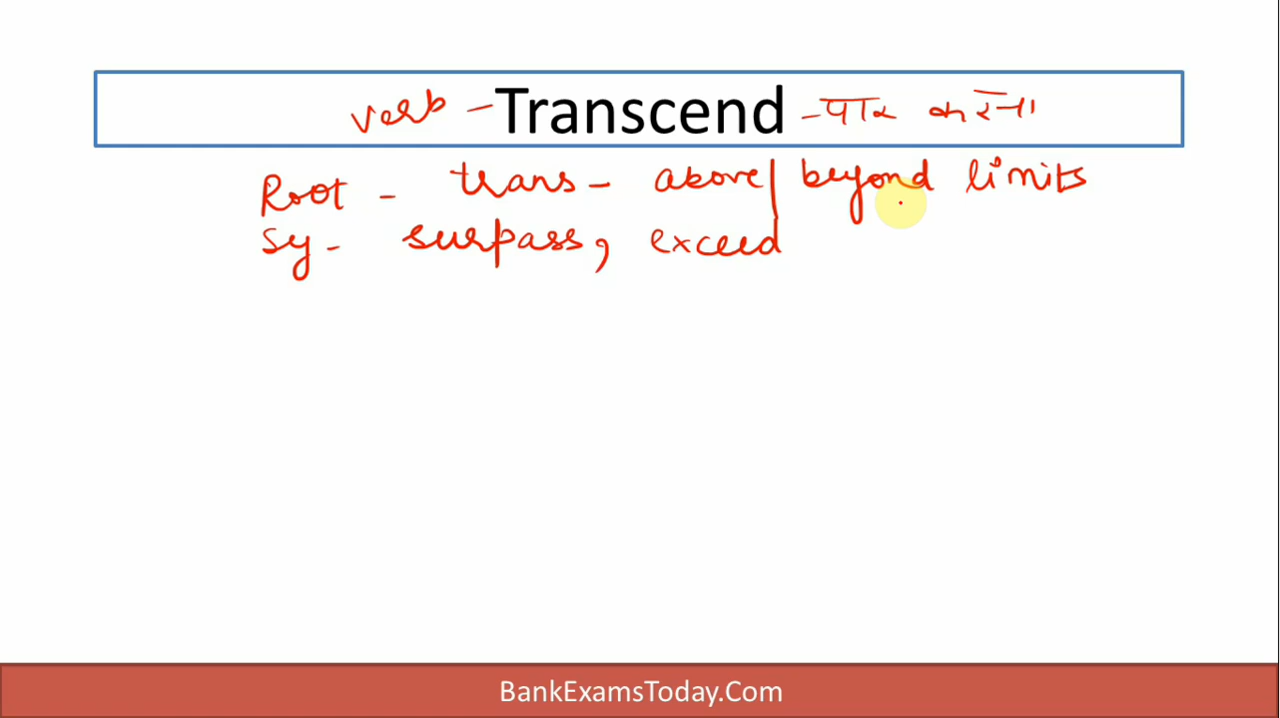 verb - Transcend - पार करना
Root - trans - above/beyond limits
Sy - surpass, exceed
BankExamsToday.Com